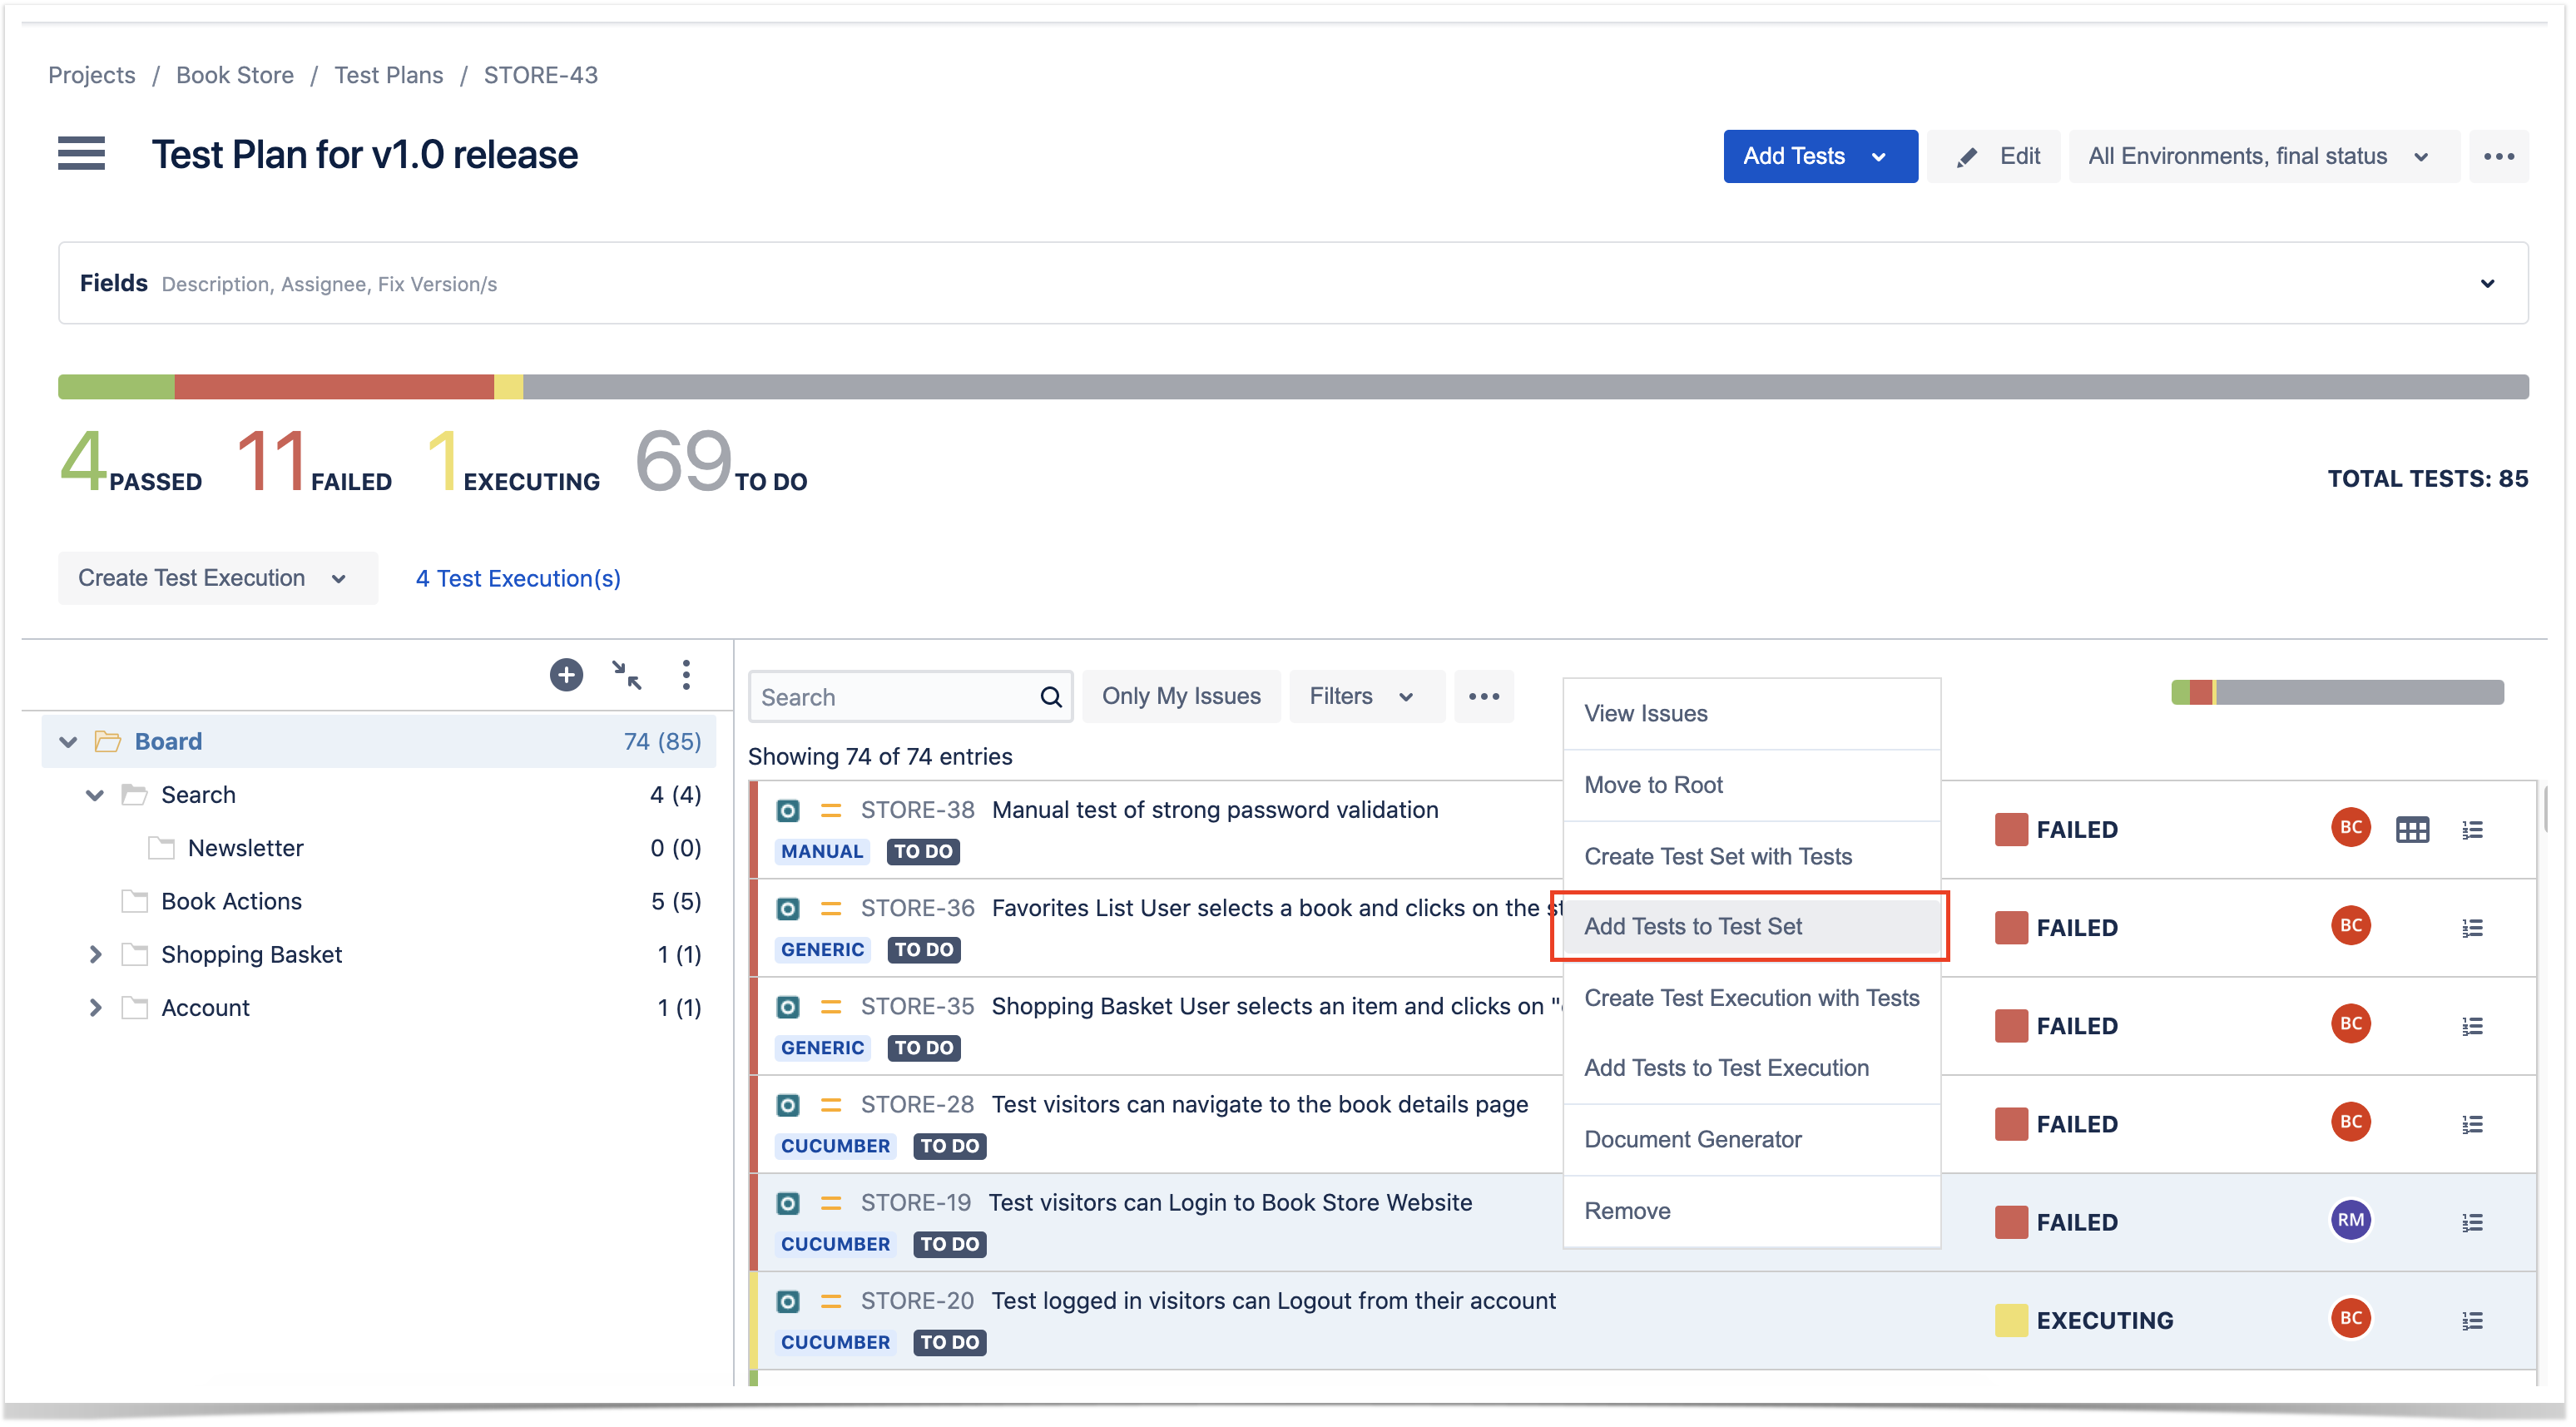 Projects / Book Store / Test Plans / STORE-43
Test Plan for v1.0 release
Add Tests
Edit
All Environments, final status
Fields Description, Assignee, Fix Version/s
4 PASSED 11 FAILED 1 EXECUTING 69 TO DO
TOTAL TESTS: 85
Create Test Execution
4 Test Execution(s)
Board 74 (85)
Search 4 (4)
Newsletter 0 (0)
Book Actions 5 (5)
Shopping Basket 1 (1)
Account 1 (1)
Search
Only My Issues
Filters
Showing 74 of 74 entries
STORE-38 Manual test of strong password validation
MANUAL TO DO
FAILED BC
STORE-36 Favorites List User selects a book and clicks on the st
GENERIC TO DO
FAILED BC
STORE-35 Shopping Basket User selects an item and clicks on "
GENERIC TO DO
FAILED BC
STORE-28 Test visitors can navigate to the book details page
CUCUMBER TO DO
FAILED BC
STORE-19 Test visitors can Login to Book Store Website
CUCUMBER TO DO
FAILED RM
STORE-20 Test logged in visitors can Logout from their account
CUCUMBER TO DO
EXECUTING BC
View Issues
Move to Root
Create Test Set with Tests
Add Tests to Test Set
Create Test Execution with Tests
Add Tests to Test Execution
Document Generator
Remove